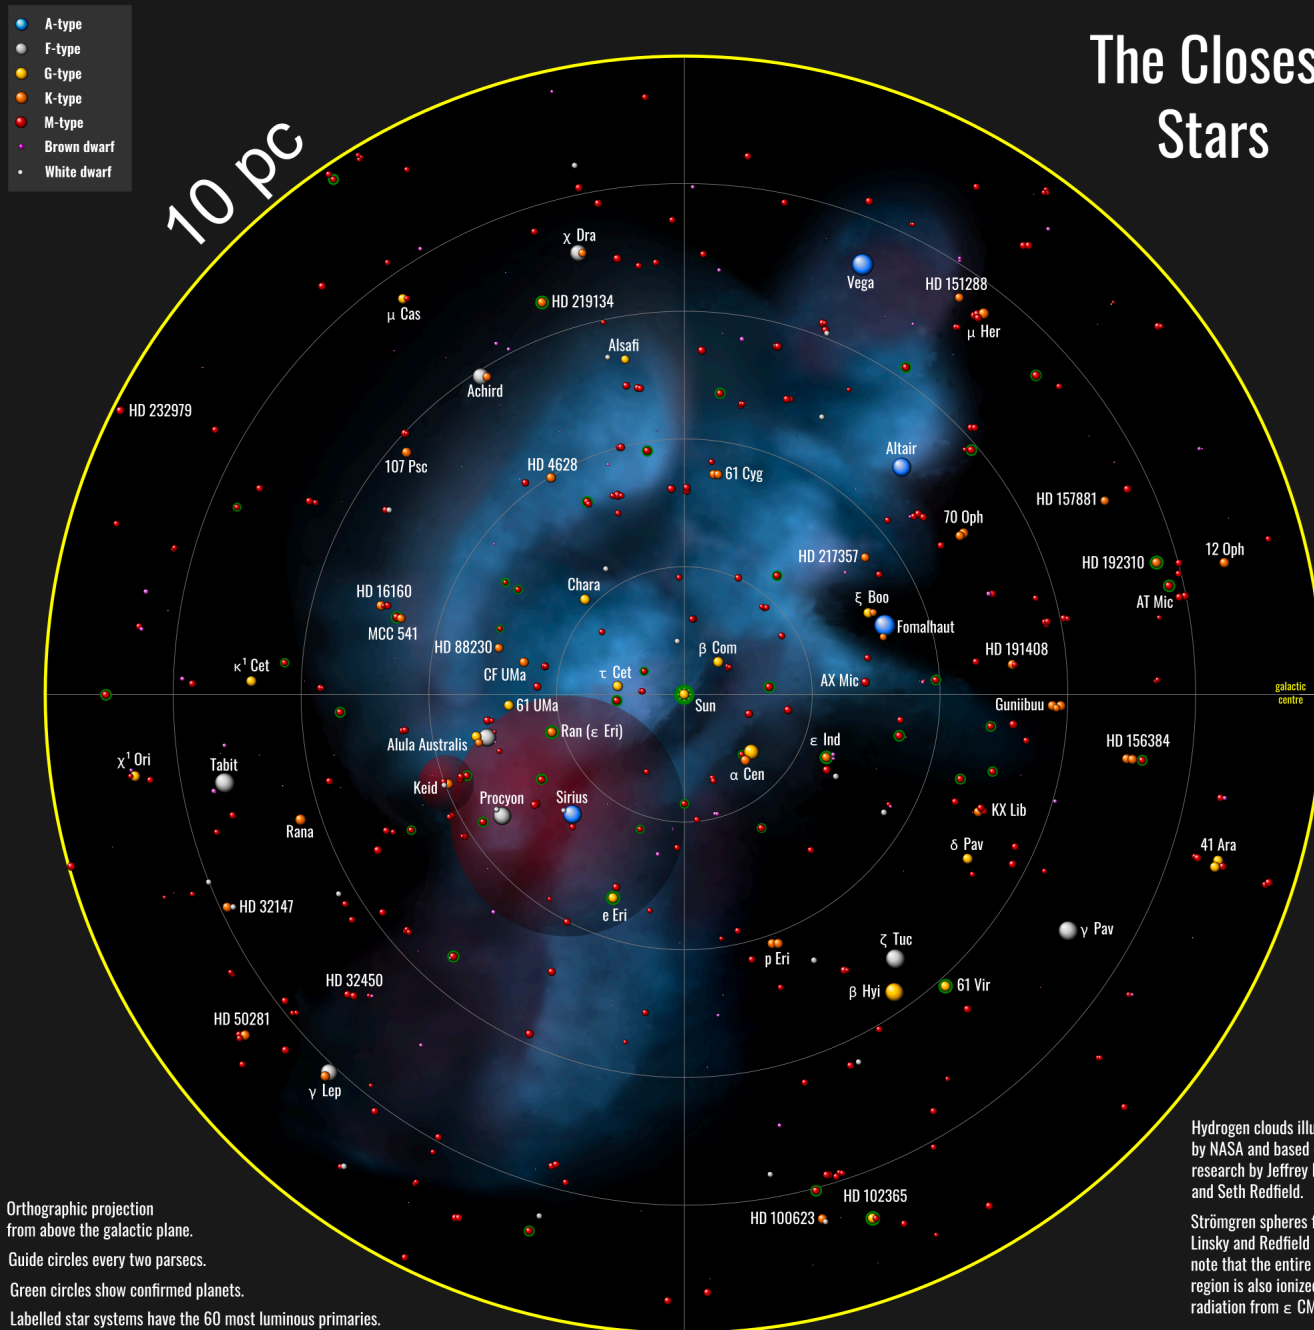 A-type
F-type
G-type
K-type
M-type
Brown dwarf
White dwarf
The Closes
Stars
10 pc
χ Dra
Vega
HD 151288
μ Cas
HD 219134
μ Her
Alsafi
Achird
HD 232979
Altair
107 Psc
HD 4628
61 Cyg
HD 157881
70 Oph
HD 217357
HD 192310
12 Oph
Chara
HD 16160
ξ Boo
AT Mic
MCC 541
Fomalhaut
HD 88230
β Com
HD 191408
κ¹ Cet
CF UMa
τ Cet
AX Mic
galactic
centre
61 UMa
Sun
Guniibuu
Ran (ε Eri)
Alula Australis
ε Ind
HD 156384
χ¹ Ori
Tabit
α Cen
Keid
Procyon
Sirius
KX Lib
Rana
δ Pav
41 Ara
HD 32147
e Eri
γ Pav
ζ Tuc
p Eri
HD 32450
β Hyi
61 Vir
HD 50281
γ Lep
HD 102365
HD 100623
Orthographic projection
from above the galactic plane.
Guide circles every two parsecs.
Green circles show confirmed planets.
Labelled star systems have the 60 most luminous primaries.
Hydrogen clouds illu
by NASA and based
research by Jeffrey
and Seth Redfield.
Strömgren spheres
Linsky and Redfield
note that the entire
region is also ionized
radiation from ε CM